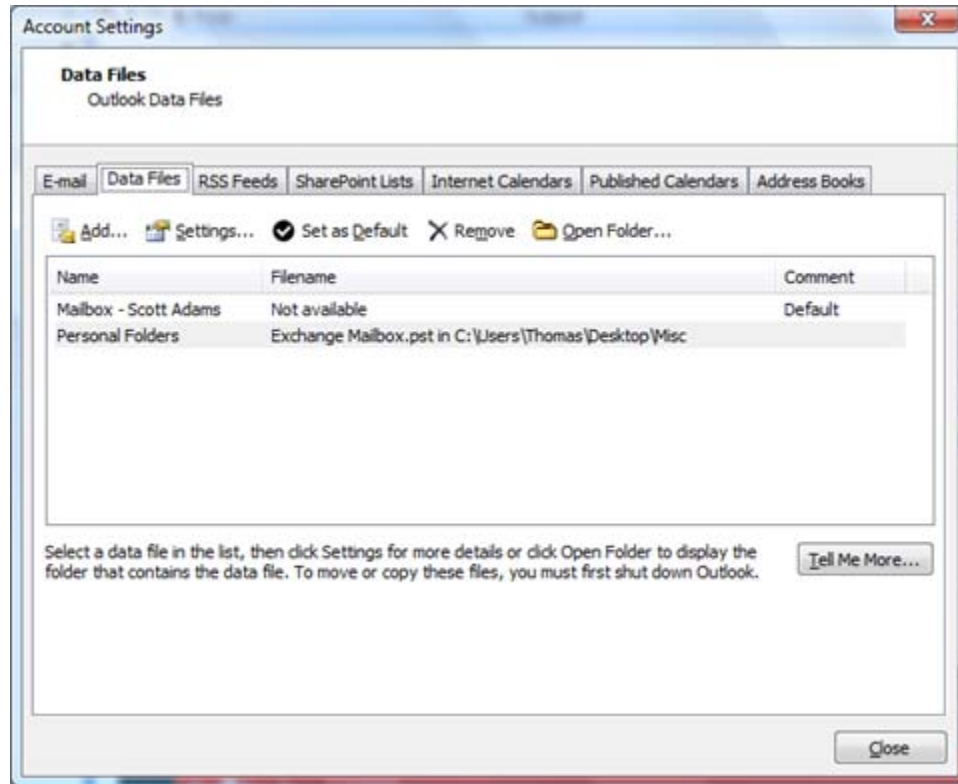 Account Settings
Data Files
Outlook Data Files
E-mail Data Files RSS Feeds SharePoint Lists Internet Calendars Published Calendars Address Books
Add... Settings... Set as Default Remove Open Folder...
Name Filename Comment
Mailbox - Scott Adams Not available Default
Personal Folders Exchange Mailbox.pst in C:\Users\Thomas\Desktop\Misc
Select a data file in the list, then click Settings for more details or click Open Folder to display the
folder that contains the data file. To move or copy these files, you must first shut down Outlook.
Tell Me More...
Close